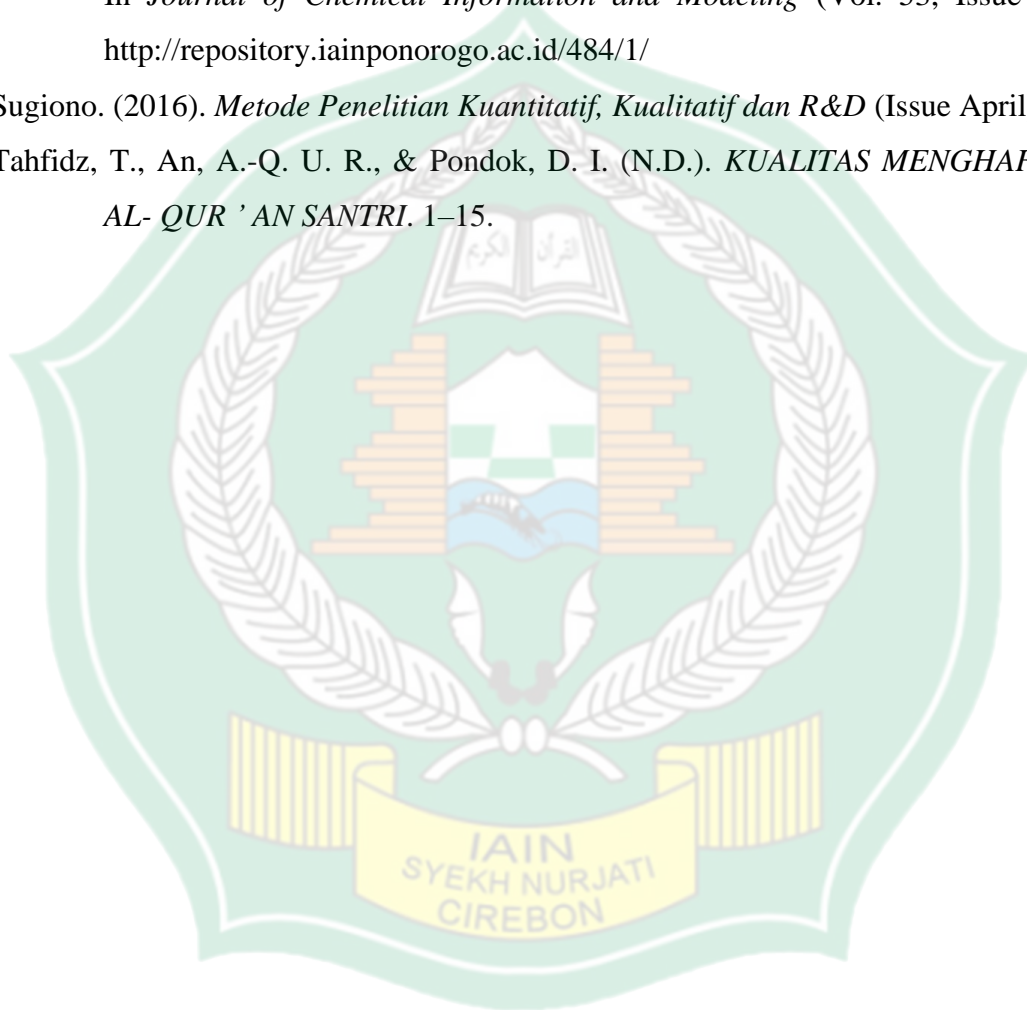 In Journal of Chemical Information and Modeling (Vol. 53, Issue
http://repository.iainponorogo.ac.id/484/1/
Sugiono. (2016). Metode Penelitian Kuantitatif, Kualitatif dan R&D (Issue April
Tahfidz, T., An, A.-Q. U. R., & Pondok, D. I. (N.D.). KUALITAS MENGHAF
AL- QUR ’ AN SANTRI. 1–15.
القرآن الكريم
IAIN
SYEKH NURJATI
CIREBON